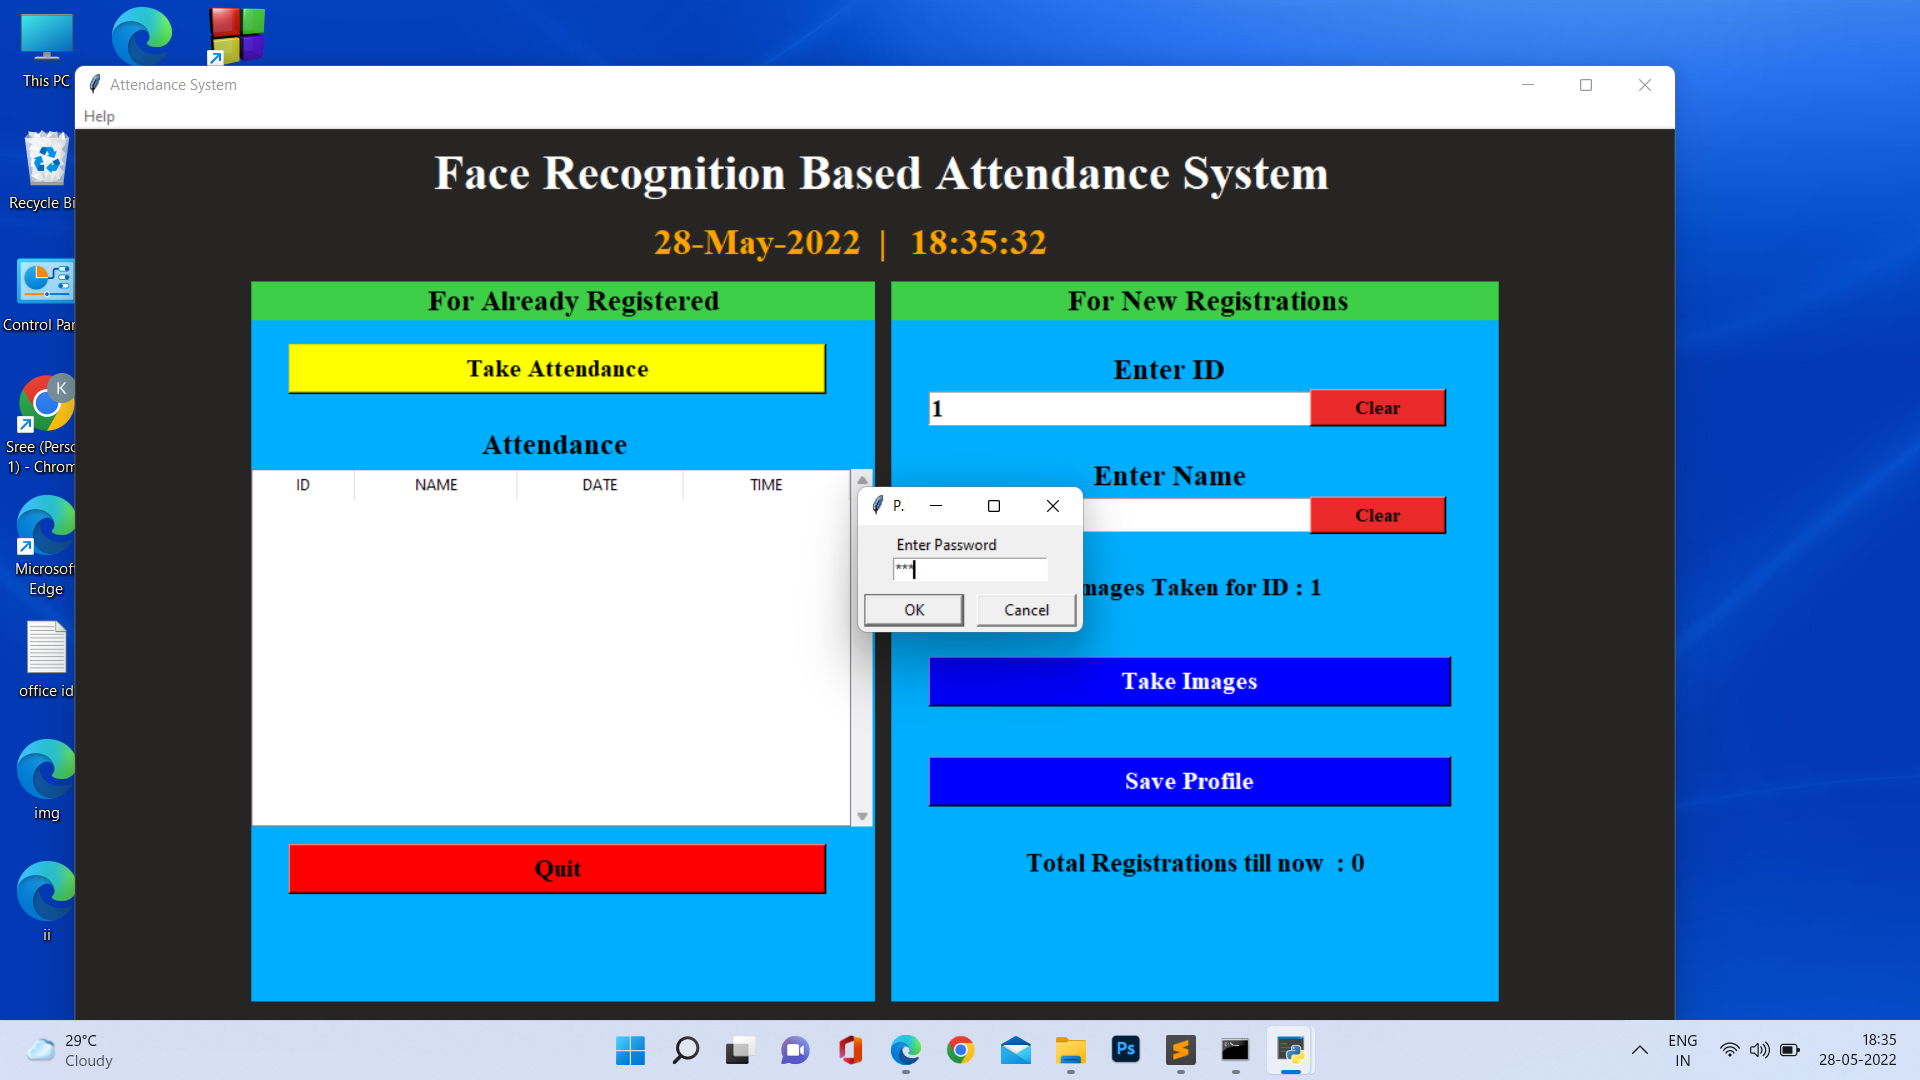 This PC
Recycle Bi
Control Par
K
Sree (Perso
1) - Chrom
Microsof
Edge
office id
img
ii
Attendance System
Help
Face Recognition Based Attendance System
28-May-2022 | 18:35:32
For Already Registered
Take Attendance
Attendance
ID NAME DATE TIME
Quit
For New Registrations
Enter ID
1 Clear
Enter Name
Clear
mages Taken for ID : 1
Take Images
Save Profile
Total Registrations till now : 0
P.
Enter Password
***
OK Cancel
29°C
Cloudy
Ps
ENG
IN
18:35
28-05-2022